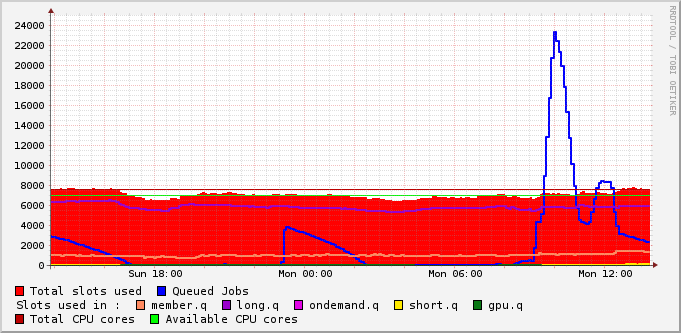 RRDTOOL / TOBI OETIKER
24000
22000
20000
18000
16000
14000
12000
10000
8000
6000
4000
2000
0
Sun 18:00 Mon 00:00 Mon 06:00 Mon 12:00
Total slots used Queued Jobs
Slots used in : member.q long.q ondemand.q short.q gpu.q
Total CPU cores Available CPU cores